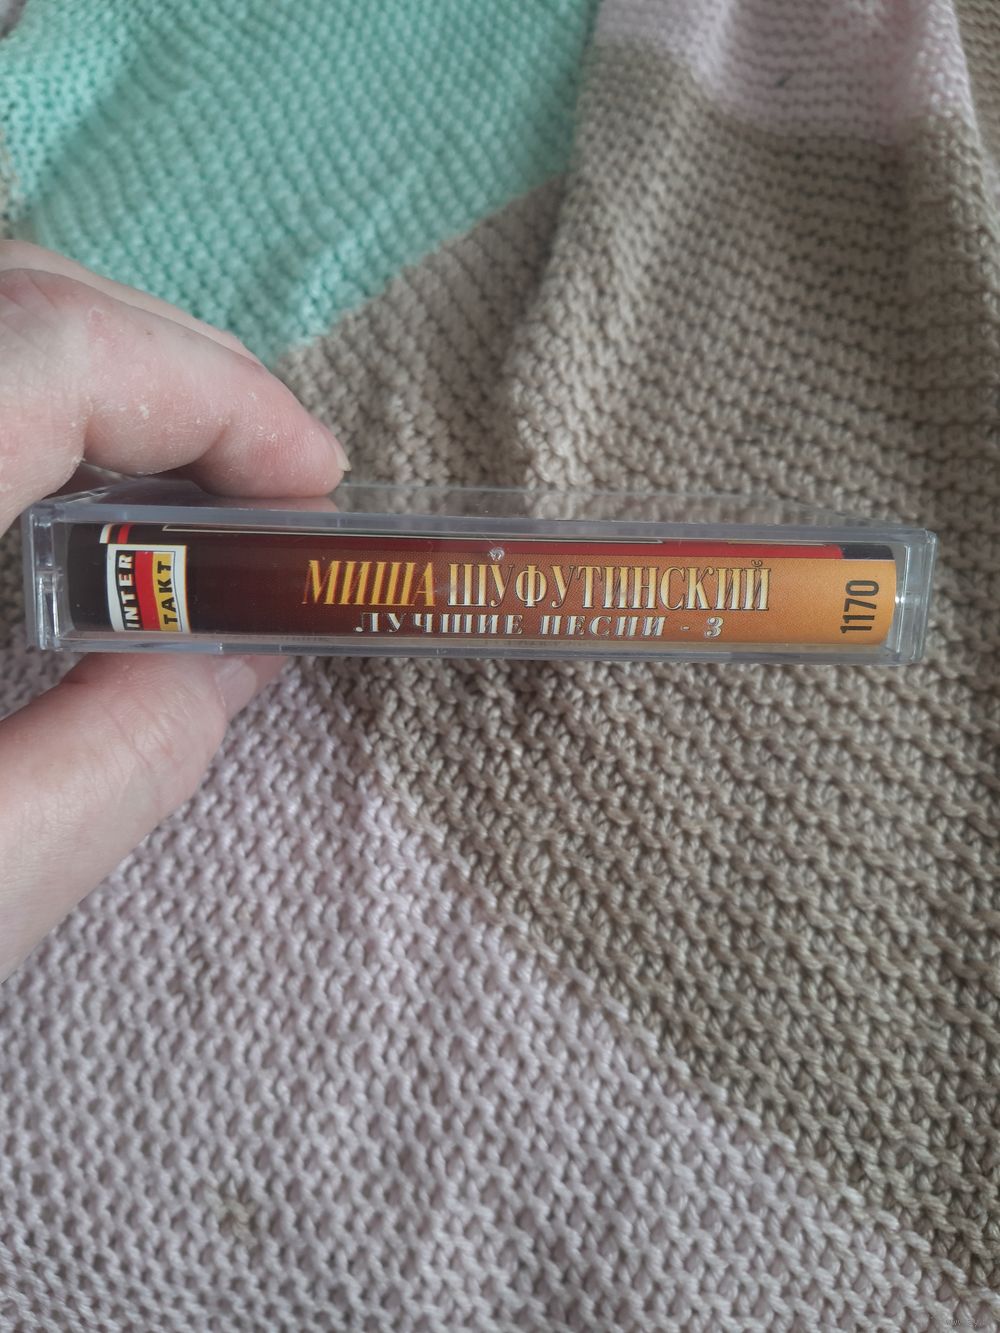 INTER
TAKT
МИША ШУФУТИНСКИЙ
ЛУЧШИЕ ПЕСНИ - 3
1170